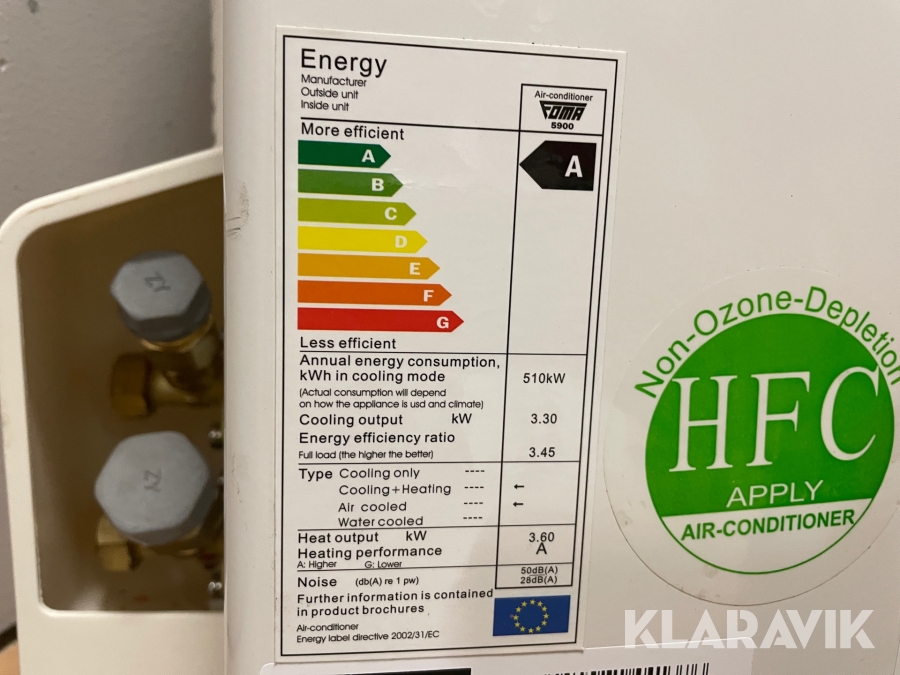 Energy
Manufacturer
Outside unit
Inside unit
Air-conditioner
FOMA
5900
More efficient
A
A
B
C
D
E
F
G
Less efficient
Annual energy consumption,
kWh in cooling mode 510kW
(Actual consumption will depend
on how the appliance is usd and climate)
Cooling output kW 3.30
Energy efficiency ratio
Full load (the higher the better) 3.45
Type Cooling only ----
Cooling+Heating ---- ←
Air cooled ---- ←
Water cooled ----
Heat output kW 3.60
Heating performance A
A: Higher G: Lower
Noise (db(A) re 1 pw) 50dB(A)
28dB(A)
Further information is contained
in product brochures
Air-conditioner
Energy label directive 2002/31/EC
Non-Ozone-Depletion
HFC
APPLY
AIR-CONDITIONER
ZY
ZY
KLARAVIK